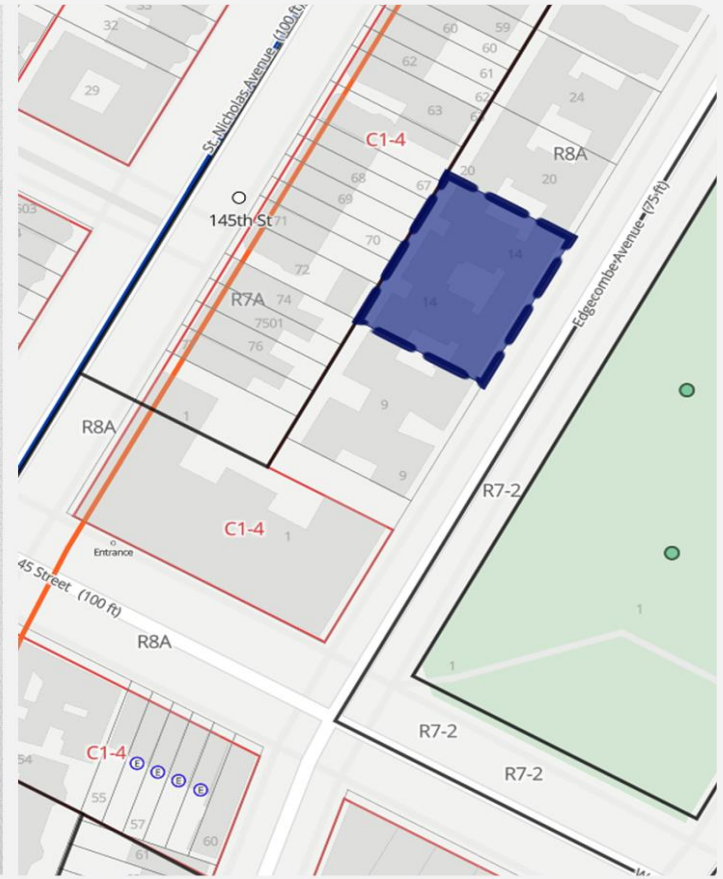 33
32
59
60
60
29
62
61
62
24
63
St. Nicholas Avenue (100 ft)
C1-4
R8A
68
67
20
20
69
503
145th St
71
70
Edgecombe Avenue (75 ft)
14
72
R7A
74
14
7501
76
9
1
R8A
9
R7-2
C1-4
1
Entrance
45 Street (100 ft)
1
R8A
1
R7-2
C1-4
E
E
E
E
54
R7-2
55
57
60
61